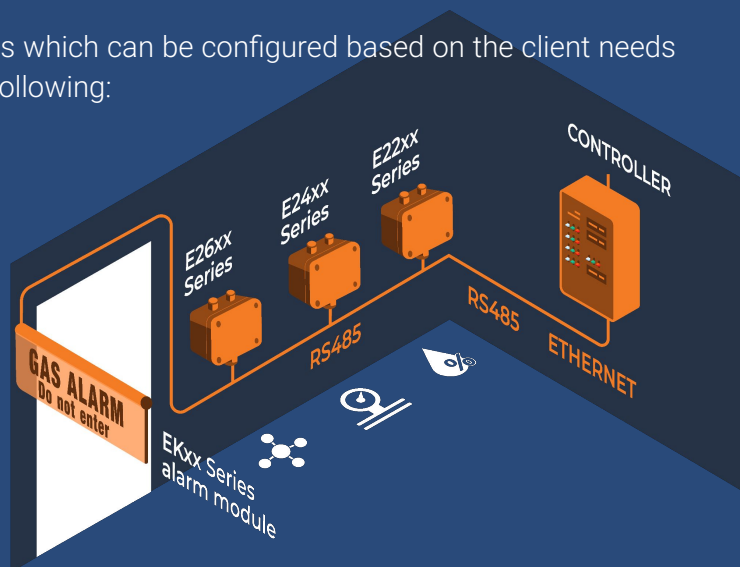 s which can be configured based on the client needs
ollowing:
CONTROLLER
E22xx
Series
E24xx
Series
E26xx
Series
RS485
RS485
ETHERNET
GAS ALARM
Do not enter
EKxx Series
alarm module